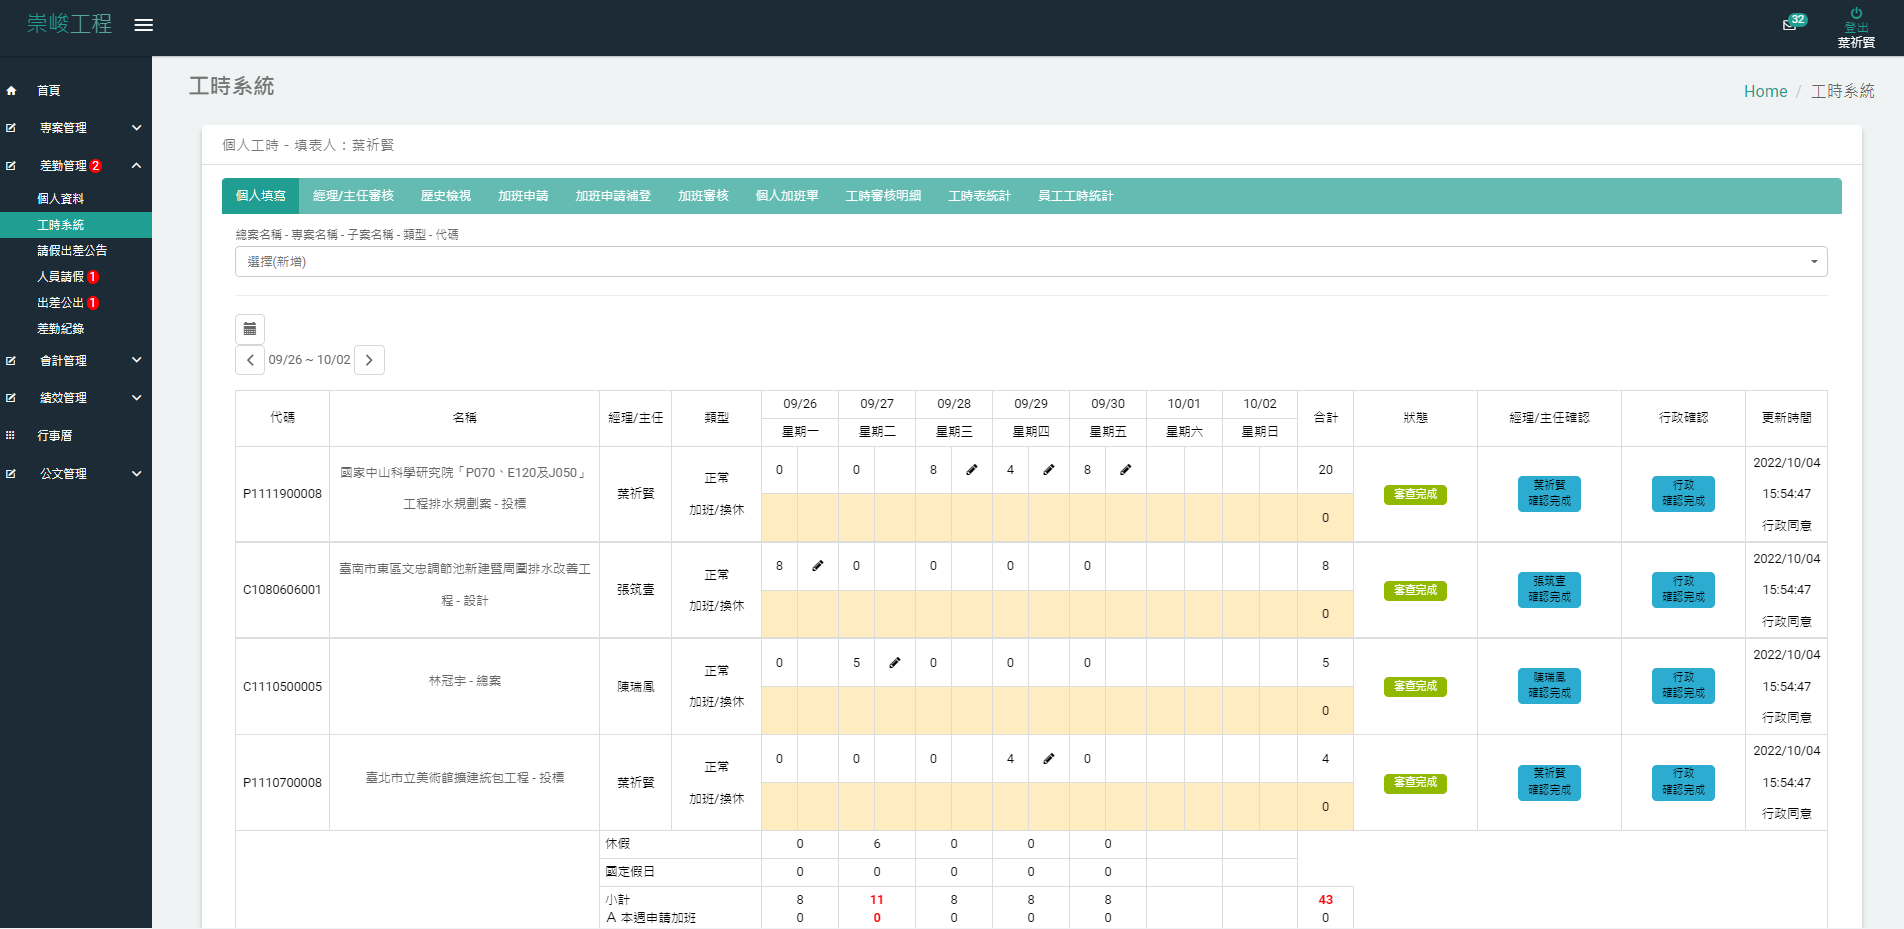 崇峻工程
32
登出
葉祈賢
首頁
專案管理
差勤管理 2
個人資料
工時系統
請假出差公告
人員請假 1
出差公出 1
差勤紀錄
會計管理
績效管理
行事曆
公文管理
工時系統
Home / 工時系統
個人工時 - 填表人：葉祈賢
個人填寫 經理/主任審核 歷史檢視 加班申請 加班申請補登 加班審核 個人加班單 工時審核明細 工時表統計 員工工時統計
總案名稱 - 專案名稱 - 子案名稱 - 類型 - 代碼
選擇(新增)
09/26 ~ 10/02
代碼 名稱 經理/主任 類型 09/26 09/27 09/28 09/29 09/30 10/01 10/02 合計 狀態 經理/主任確認 行政確認 更新時間
星期一 星期二 星期三 星期四 星期五 星期六 星期日
P1111900008 國家中山科學研究院「P070、E120及J050」
工程排水規劃案 - 投標
葉祈賢 正常 0 0 8 4 8 20
加班/換休 0
審查完成
葉祈賢
確認完成
行政
確認完成
2022/10/04
15:54:47
行政同意
C1080606001 臺南市東區文忠調節池新建暨周圍排水改善工
程 - 設計
張筑壹 正常 8 0 0 0 0 8
加班/換休 0
審查完成
張筑壹
確認完成
行政
確認完成
2022/10/04
15:54:47
行政同意
C1110500005 林冠宇 - 總案 陳瑞鳳 正常 0 5 0 0 0 5
加班/換休 0
審查完成
陳瑞鳳
確認完成
行政
確認完成
2022/10/04
15:54:47
行政同意
P1110700008 臺北市立美術館擴建統包工程 - 投標 葉祈賢 正常 0 0 0 4 0 4
加班/換休 0
審查完成
葉祈賢
確認完成
行政
確認完成
2022/10/04
15:54:47
行政同意
休假 0 6 0 0 0
國定假日 0 0 0 0 0
小計 8 11 8 8 8 43
A 本週申請加班 0 0 0 0 0 0